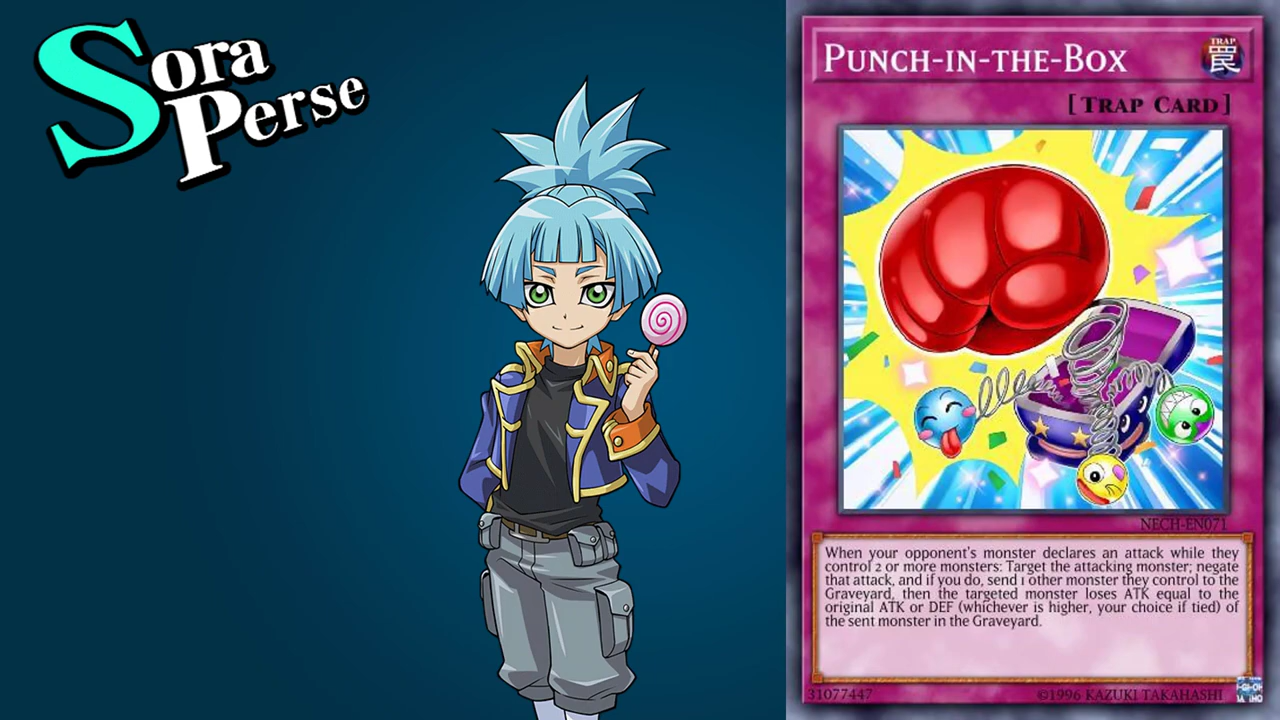 Sora
Perse
PUNCH-IN-THE-BOX
TRAP
罠
[TRAP CARD]
NECH-EN071
When your opponent's monster declares an attack while they
control 2 or more monsters: Target the attacking monster; negate
that attack, and if you do, send 1 other monster they control to the
Graveyard, then the targeted monster loses ATK equal to the
original ATK or DEF (whichever is higher, your choice if tied) of
the sent monster in the Graveyard.
31077447
©1996 KAZUKI TAKAHASHI